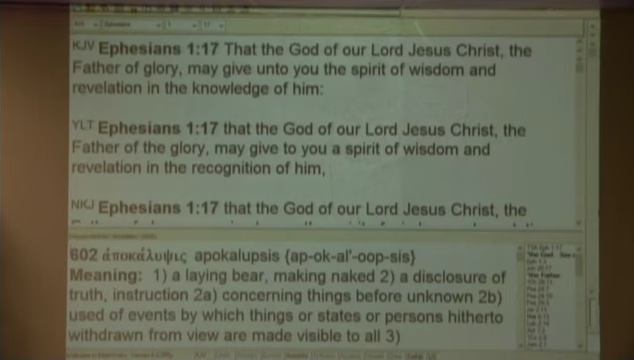 KJV Ephesians 1:17 That the God of our Lord Jesus Christ, the
Father of glory, may give unto you the spirit of wisdom and
revelation in the knowledge of him:
YLT Ephesians 1:17 that the God of our Lord Jesus Christ, the
Father of the glory, may give to you a spirit of wisdom and
revelation in the recognition of him,
NKJ Ephesians 1:17 that the God of our Lord Jesus Christ, the
602 ἀποκάλυψις apokalupsis {ap-ok-al'-oop-sis}
Meaning: 1) a laying bear, making naked 2) a disclosure of
truth, instruction 2a) concerning things before unknown 2b)
used of events by which things or states or persons hitherto
withdrawn from view are made visible to all 3)